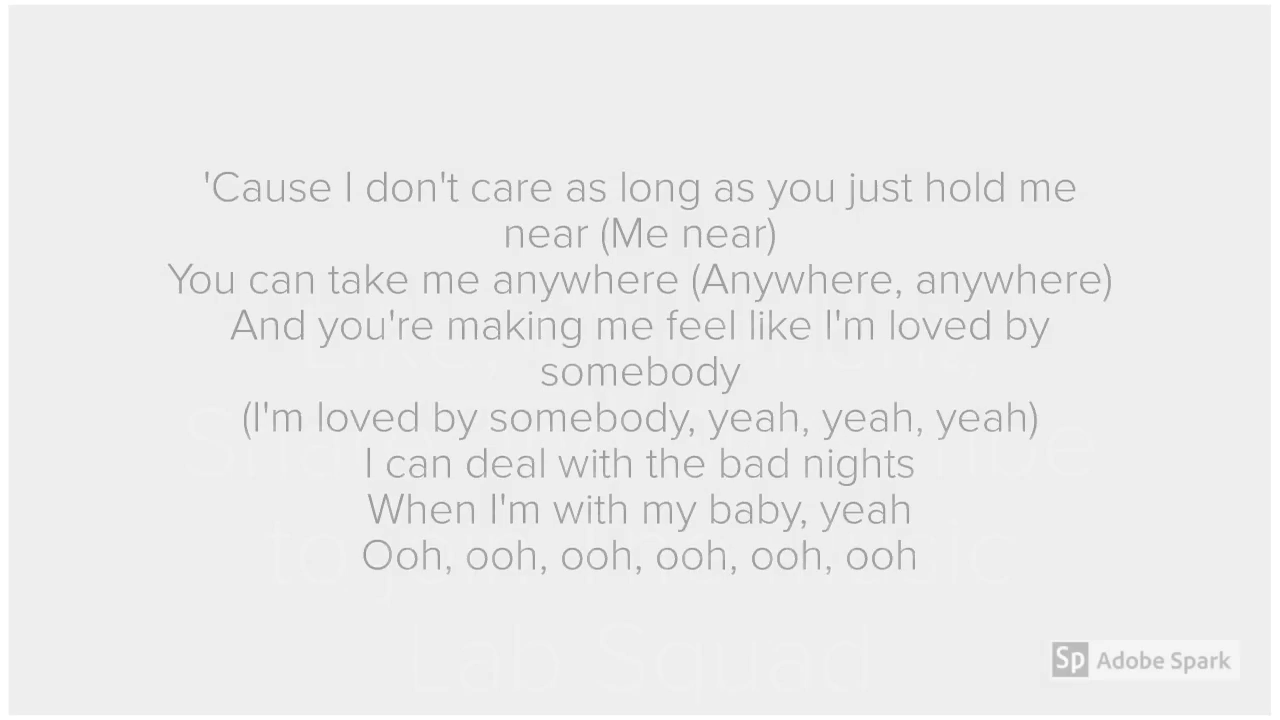 'Cause I don't care as long as you just hold me
near (Me near)
You can take me anywhere (Anywhere, anywhere)
And you're making me feel like I'm loved by
somebody
(I'm loved by somebody, yeah, yeah, yeah)
I can deal with the bad nights
When I'm with my baby, yeah
Ooh, ooh, ooh, ooh, ooh, ooh
Lab Squad
Sp Adobe Spark